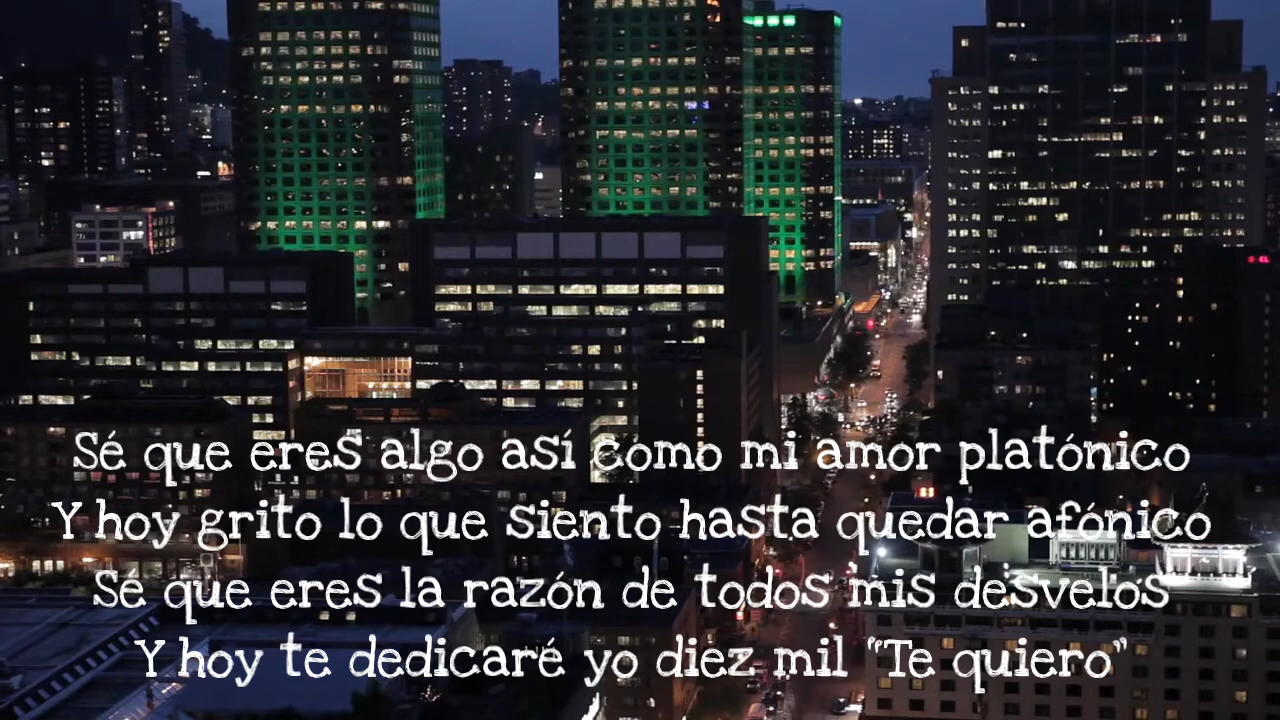 Sé que eres algo así como mi amor platónico
Y hoy grito lo que siento hasta quedar afónico
Sé que eres la razón de todos mis desvelos
Y hoy te dedicaré yo diez mil "Te quiero"